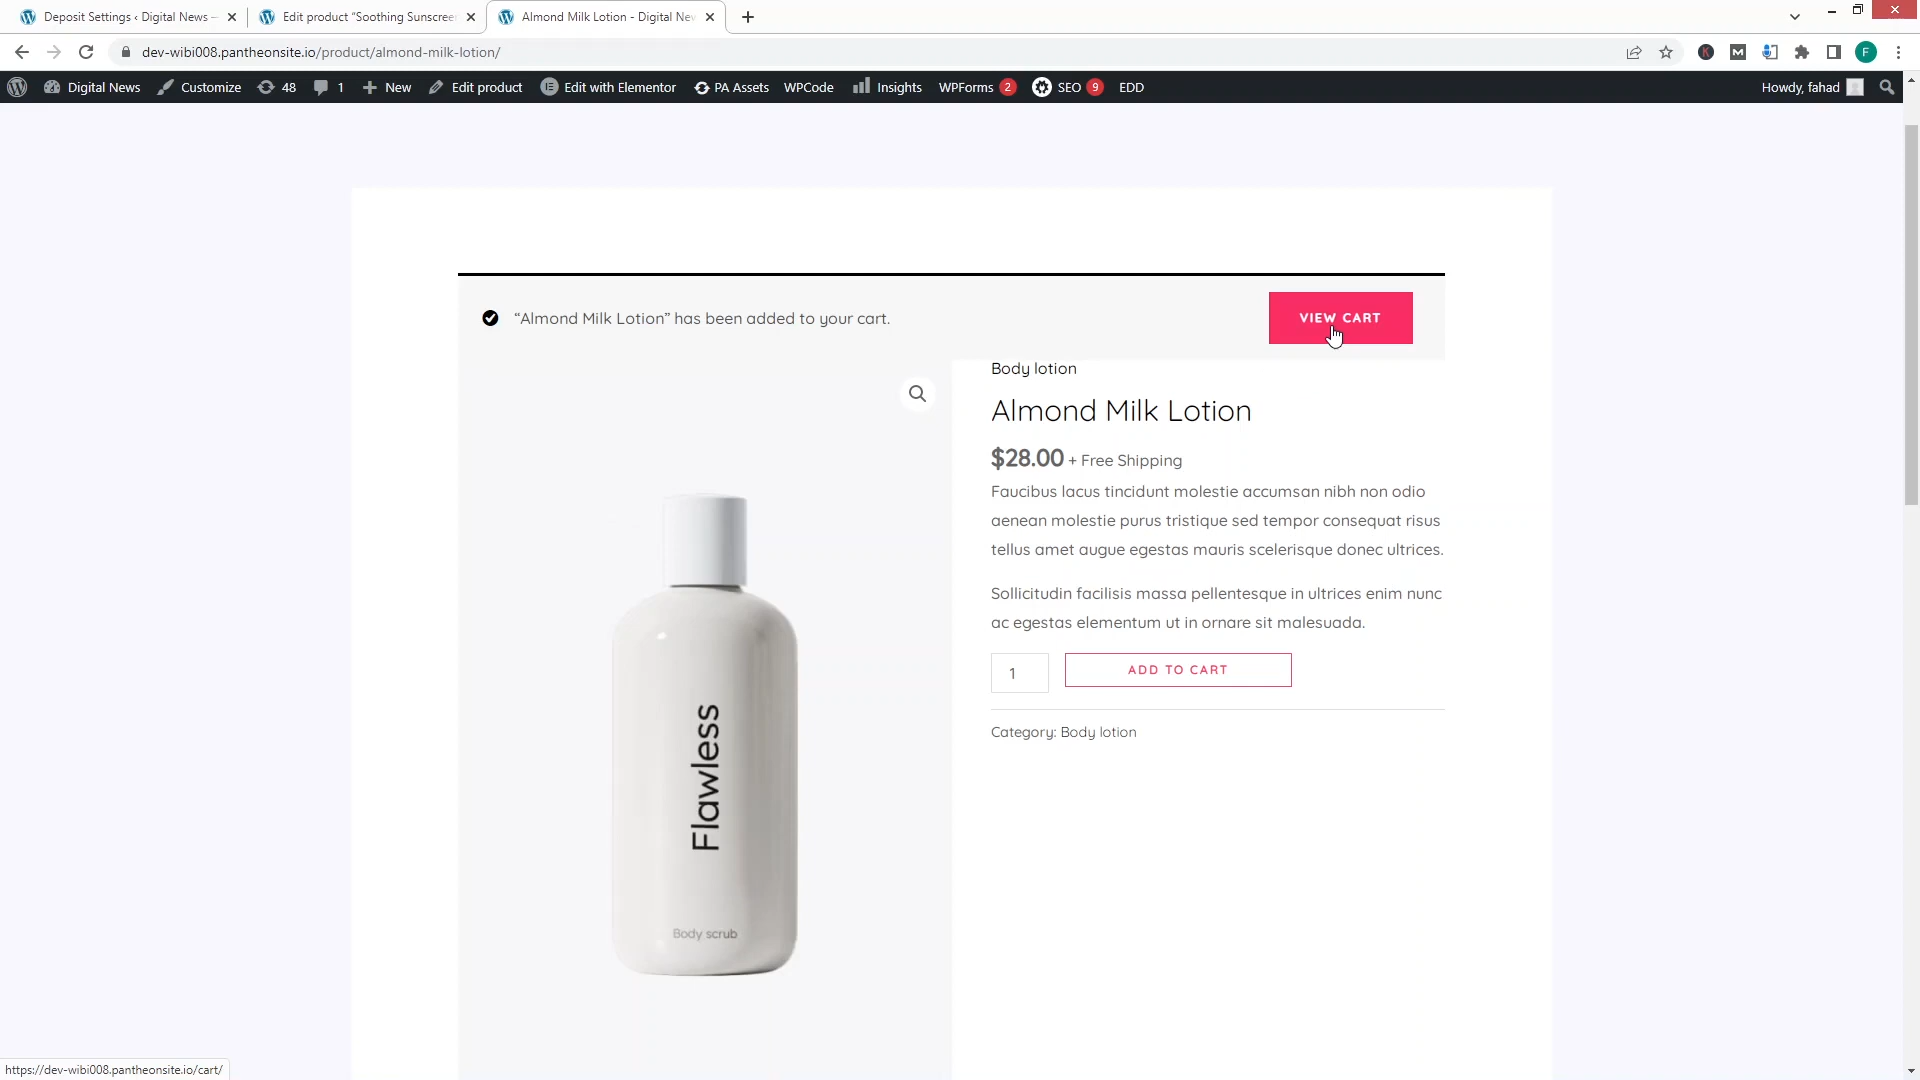 Deposit Settings ‹ Digital News —
Edit product “Soothing Sunscree
Almond Milk Lotion - Digital Ne
dev-wibi008.pantheonsite.io/product/almond-milk-lotion/
K
M
F
Digital News
Customize
48
1
New
Edit product
Edit with Elementor
PA Assets
WPCode
Insights
WPForms 2
SEO 9
EDD
Howdy, fahad
“Almond Milk Lotion” has been added to your cart.
VIEW CART
Body lotion
Almond Milk Lotion
$28.00 + Free Shipping
Faucibus lacus tincidunt molestie accumsan nibh non odio
aenean molestie purus tristique sed tempor consequat risus
tellus amet augue egestas mauris scelerisque donec ultrices.
Sollicitudin facilisis massa pellentesque in ultrices enim nunc
ac egestas elementum ut in ornare sit malesuada.
1
ADD TO CART
Category: Body lotion
Flawless
Body scrub
https://dev-wibi008.pantheonsite.io/cart/